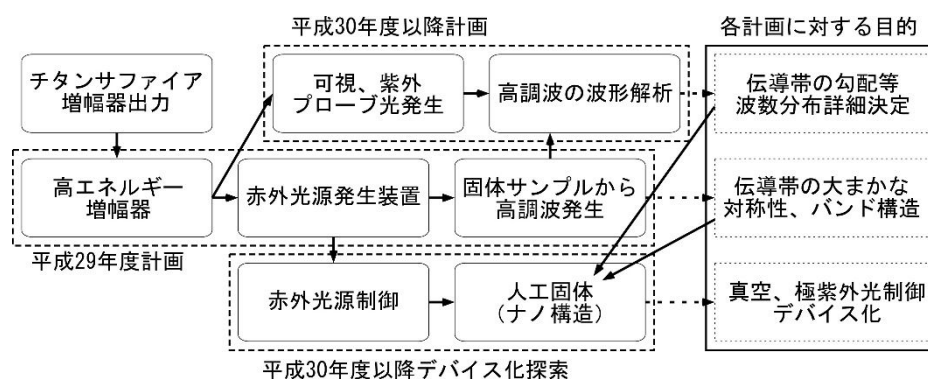 平成30年度以降計画
各計画に対する目的
チタンサファイア
増幅器出力
可視、紫外
プローブ光発生
高調波の波形解析
伝導帯の勾配等
波数分布詳細決定
高エネルギー
増幅器
赤外光源発生装置
固体サンプルから
高調波発生
伝導帯の大まかな
対称性、バンド構造
平成29年度計画
赤外光源制御
人工固体
（ナノ構造）
真空、極紫外光制御
デバイス化
平成30年度以降デバイス化探索